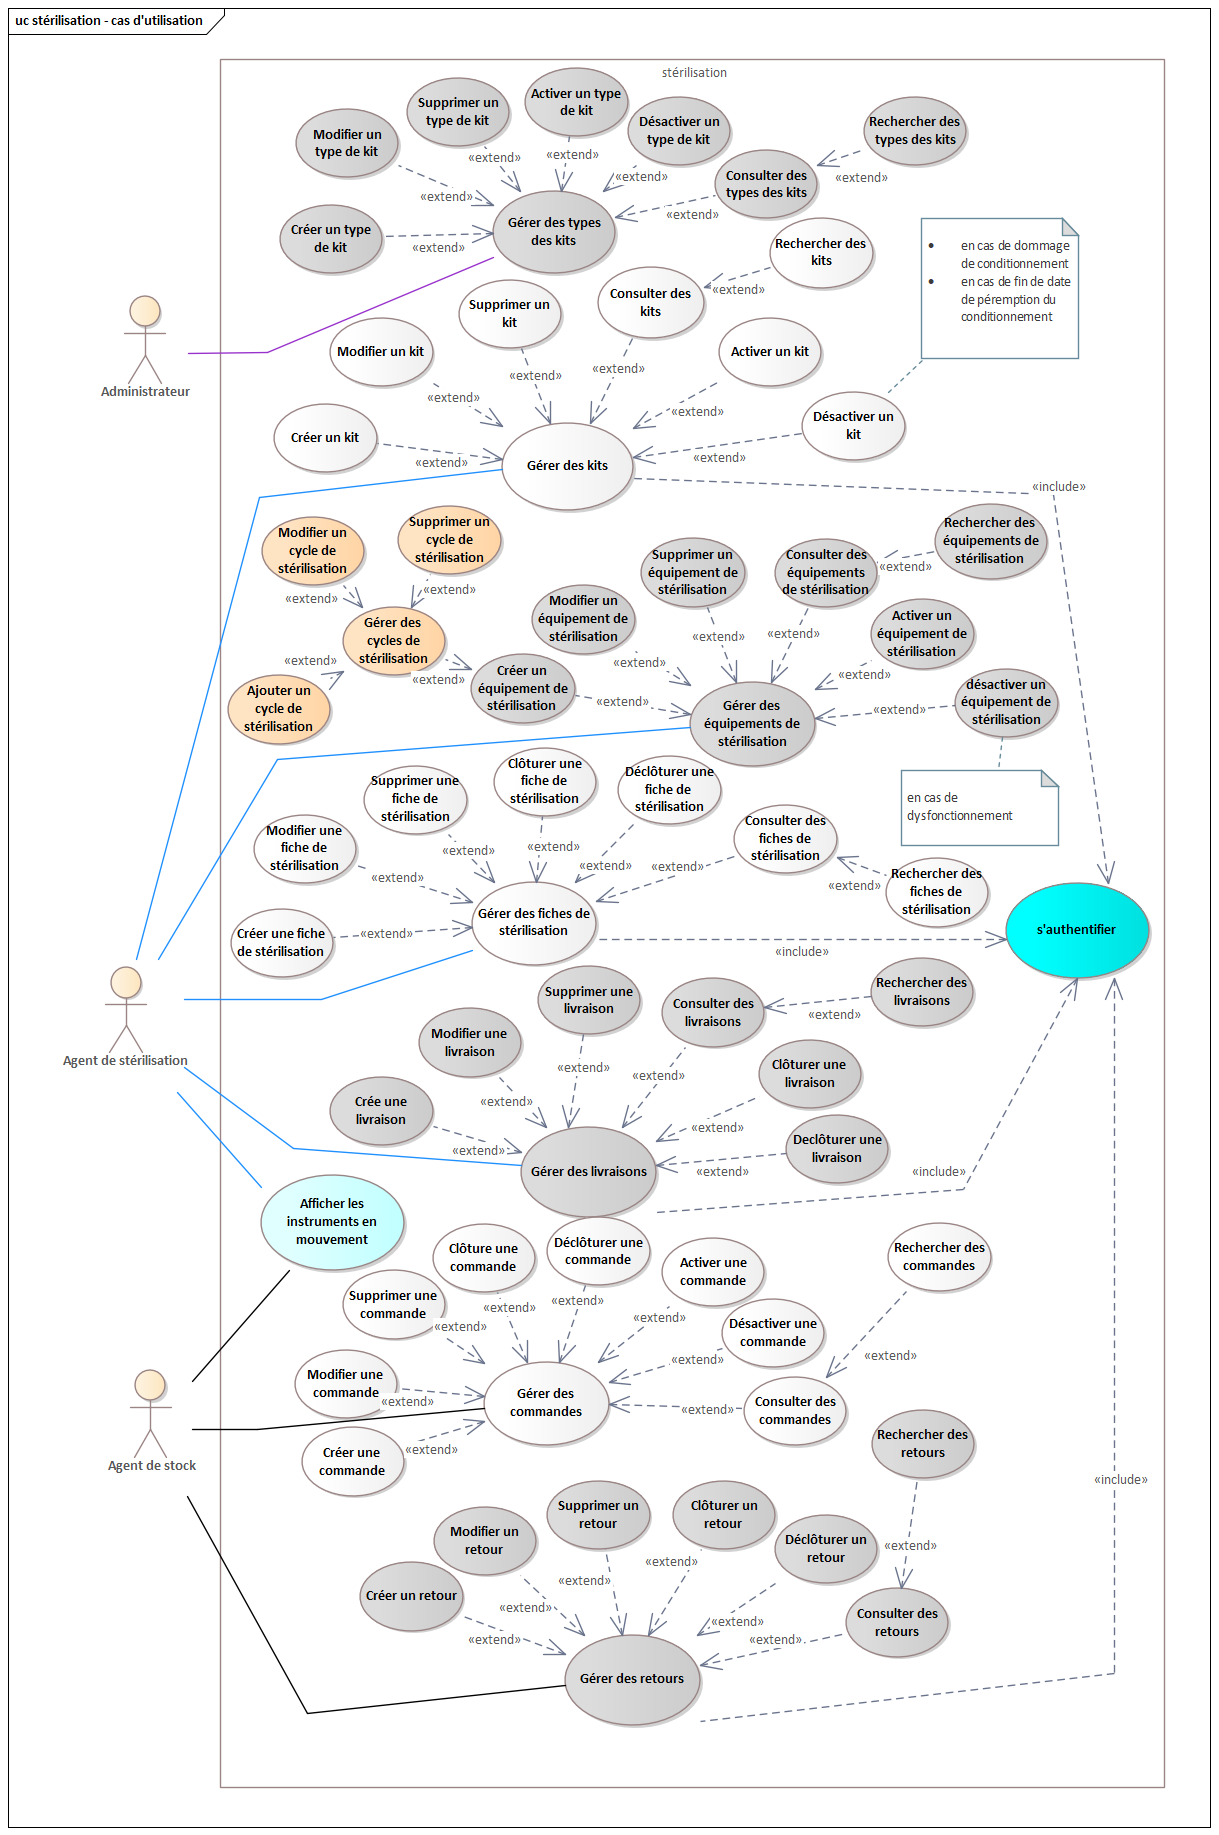 uc stérilisation - cas d'utilisation
stérilisation
Activer un type
de kit
Supprimer un
type de kit
Désactiver un
type de kit
Rechercher des
types des kits
Modifier un
type de kit
«extend»
«extend»
«extend»
«extend»
Consulter des
types des kits
«extend»
«extend»
Créer un type
de kit
Gérer des types
des kits
«extend»
Rechercher des
kits
en cas de dommage
de conditionnement
en cas de fin de date
de péremption du
conditionnement
Supprimer un
kit
Consulter des
kits
«extend»
Modifier un kit
Activer un kit
Administrateur
«extend»
«extend»
«extend»
«extend»
Désactiver un
kit
Créer un kit
«extend»
Gérer des kits
«extend»
«include»
Modifier un
cycle de
stérilisation
Supprimer un
cycle de
stérilisation
Rechercher des
équipements de
stérilisation
Supprimer un
équipement de
stérilisation
Consulter des
équipements
de stérilisation
«extend»
«extend»
«extend»
Modifier un
équipement de
stérilisation
Activer un
équipement de
stérilisation
Gérer des
cycles de
stérilisation
«extend»
«extend»
«extend»
«extend»
«extend»
«extend»
Créer un
équipement de
stérilisation
désactiver un
équipement de
stérilisation
Ajouter un
cycle de
stérilisation
«extend»
Gérer des
équipements de
stérilisation
«extend»
Clôturer une
fiche de
stérilisation
Déclôturer une
fiche de
stérilisation
Supprimer une
fiche de
stérilisation
en cas de
dysfonctionnement
Modifier une
fiche de
stérilisation
Consulter des
fiches de
stérilisation
«extend»
«extend»
«extend»
«extend»
«extend»
«extend»
Rechercher des
fiches de
stérilisation
Créer une fiche
de stérilisation
«extend»
Gérer des fiches de
stérilisation
s'authentifier
«include»
Supprimer une
livraison
Consulter des
livraisons
Rechercher des
livraisons
«extend»
Modifier une
livraison
Agent de stérilisation
«extend»
«extend»
Clôturer une
livraison
Crée une
livraison
«extend»
«extend»
Declôturer une
livraison
«extend»
Gérer des livraisons
«extend»
«include»
Afficher les
instruments en
mouvement
Clôture une
commande
Déclôturer une
commande
Activer une
commande
Rechercher des
commandes
Supprimer une
commande
«extend»
«extend»
«extend»
«extend»
Désactiver une
commande
«extend»
«extend»
Modifier une
commande
«extend»
Gérer des
commandes
Consulter des
commandes
«extend»
Créer une
commande
«extend»
Rechercher des
retours
Agent de stock
«include»
Supprimer un
retour
Clôturer un
retour
Modifier un
retour
Déclôturer un
retour
«extend»
«extend»
«extend»
Créer un retour
«extend»
Consulter des
retours
«extend»
«extend»
«extend»
Gérer des retours